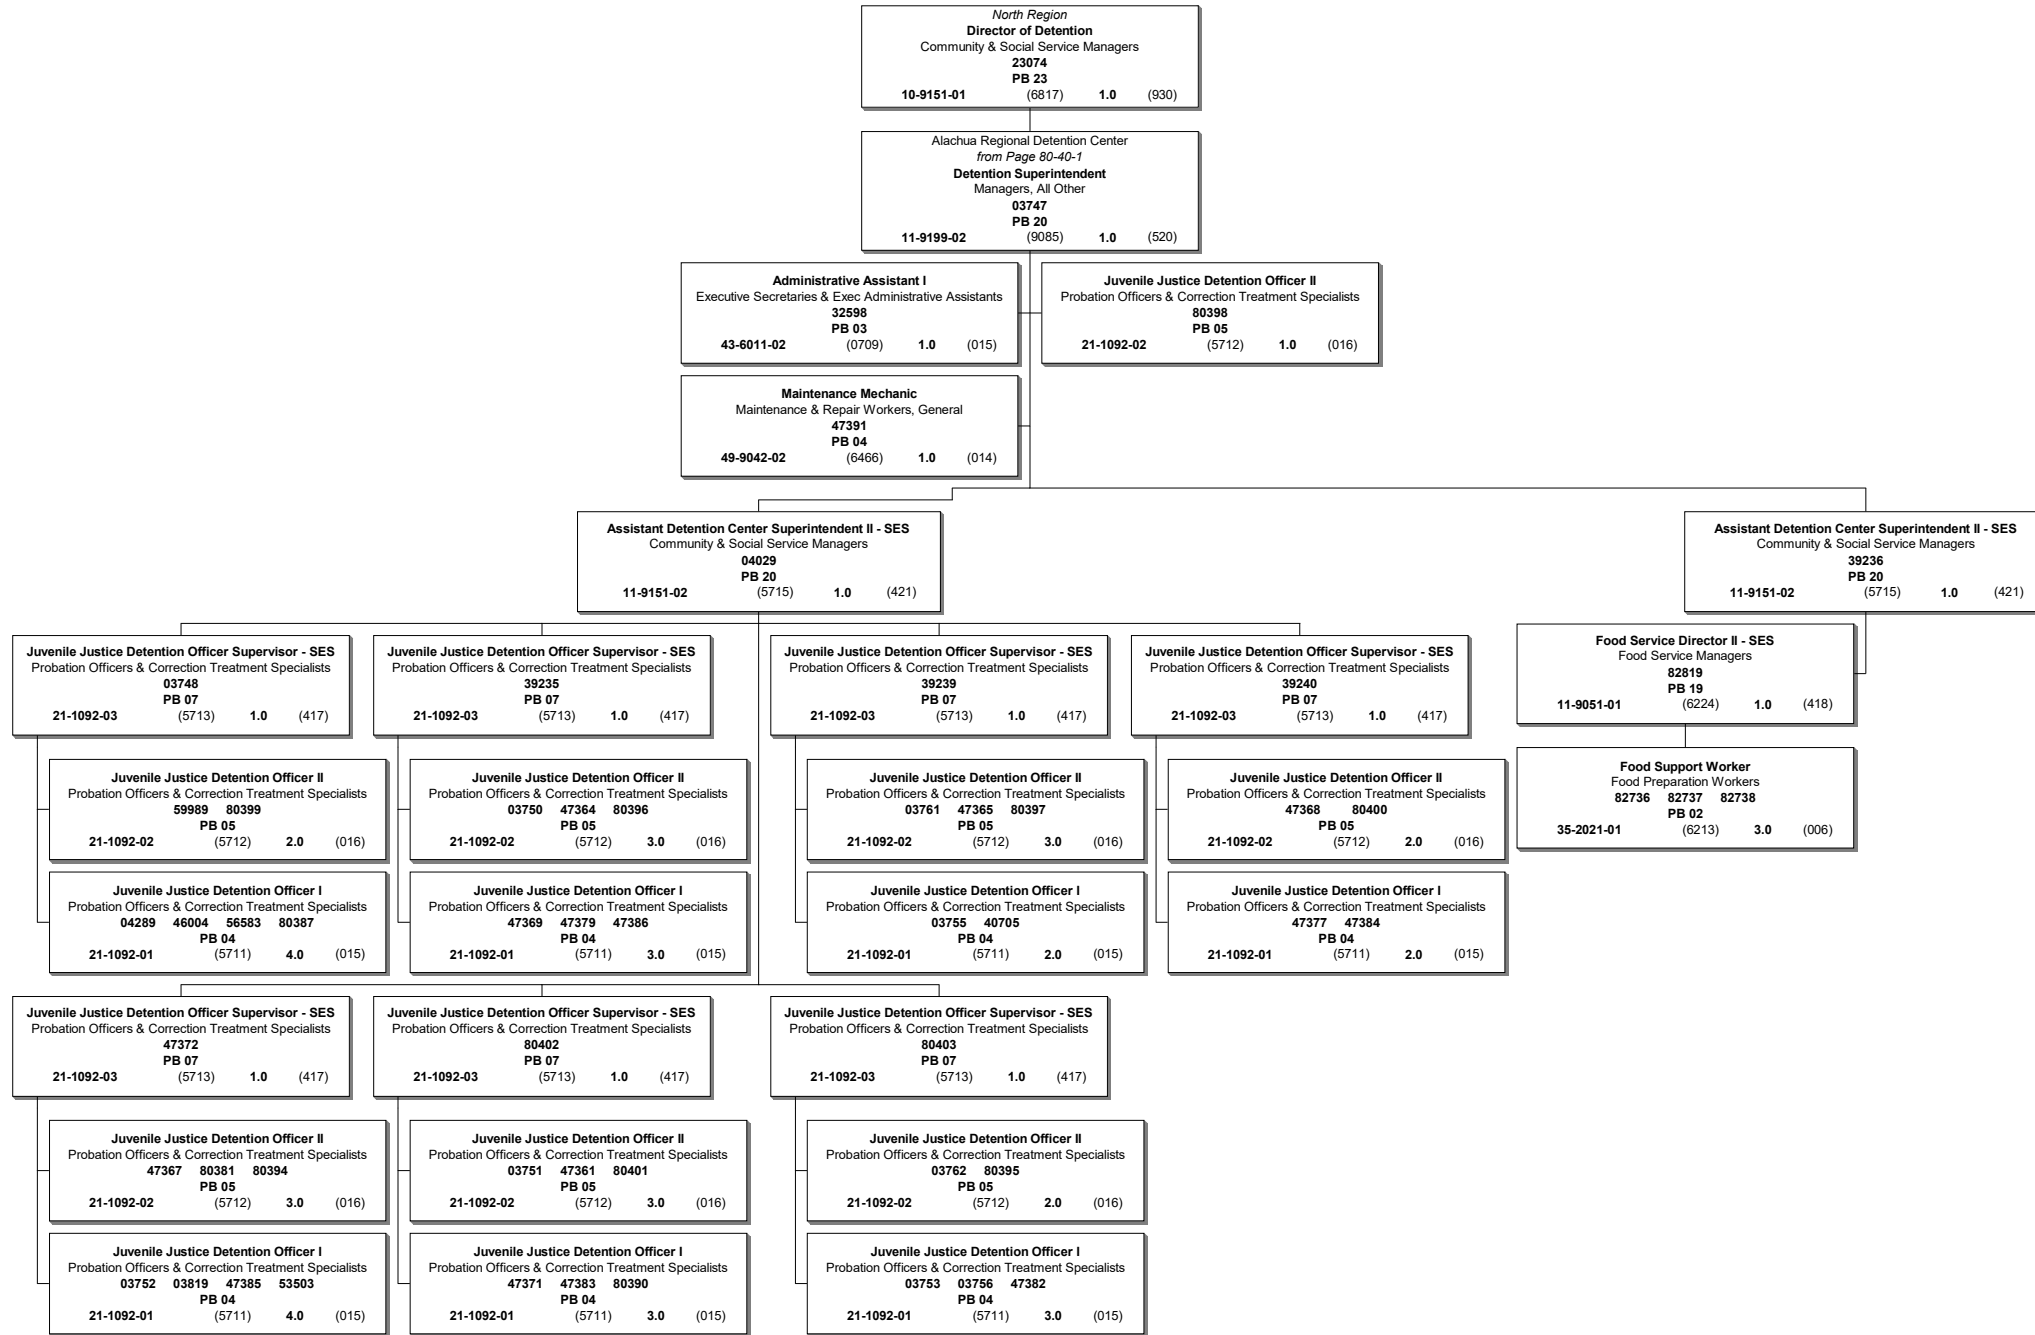 North Region
Director of Detention
Community & Social Service Managers
23074
PB 23
10-9151-01 (6817) 1.0 (930)
Alachua Regional Detention Center
from Page 80-40-1
Detention Superintendent
Managers, All Other
03747
PB 20
11-9199-02 (9085) 1.0 (520)
Administrative Assistant I
Executive Secretaries & Exec Administrative Assistants
32598
PB 03
43-6011-02 (0709) 1.0 (015)
Juvenile Justice Detention Officer II
Probation Officers & Correction Treatment Specialists
80398
PB 05
21-1092-02 (5712) 1.0 (016)
Maintenance Mechanic
Maintenance & Repair Workers, General
47391
PB 04
49-9042-02 (6466) 1.0 (014)
Assistant Detention Center Superintendent II - SES
Community & Social Service Managers
04029
PB 20
11-9151-02 (5715) 1.0 (421)
Assistant Detention Center Superintendent II - SES
Community & Social Service Managers
39236
PB 20
11-9151-02 (5715) 1.0 (421)
Juvenile Justice Detention Officer Supervisor - SES
Probation Officers & Correction Treatment Specialists
03748
PB 07
21-1092-03 (5713) 1.0 (417)
Juvenile Justice Detention Officer Supervisor - SES
Probation Officers & Correction Treatment Specialists
39235
PB 07
21-1092-03 (5713) 1.0 (417)
Juvenile Justice Detention Officer Supervisor - SES
Probation Officers & Correction Treatment Specialists
39239
PB 07
21-1092-03 (5713) 1.0 (417)
Juvenile Justice Detention Officer Supervisor - SES
Probation Officers & Correction Treatment Specialists
39240
PB 07
21-1092-03 (5713) 1.0 (417)
Food Service Director II - SES
Food Service Managers
82819
PB 19
11-9051-01 (6224) 1.0 (418)
Juvenile Justice Detention Officer II
Probation Officers & Correction Treatment Specialists
59989 80399
PB 05
21-1092-02 (5712) 2.0 (016)
Juvenile Justice Detention Officer II
Probation Officers & Correction Treatment Specialists
03750 47364 80396
PB 05
21-1092-02 (5712) 3.0 (016)
Juvenile Justice Detention Officer II
Probation Officers & Correction Treatment Specialists
03761 47365 80397
PB 05
21-1092-02 (5712) 3.0 (016)
Juvenile Justice Detention Officer II
Probation Officers & Correction Treatment Specialists
47368 80400
PB 05
21-1092-02 (5712) 2.0 (016)
Food Support Worker
Food Preparation Workers
82736 82737 82738
PB 02
35-2021-01 (6213) 3.0 (006)
Juvenile Justice Detention Officer I
Probation Officers & Correction Treatment Specialists
04289 46004 56583 80387
PB 04
21-1092-01 (5711) 4.0 (015)
Juvenile Justice Detention Officer I
Probation Officers & Correction Treatment Specialists
47369 47379 47386
PB 04
21-1092-01 (5711) 3.0 (015)
Juvenile Justice Detention Officer I
Probation Officers & Correction Treatment Specialists
03755 40705
PB 04
21-1092-01 (5711) 2.0 (015)
Juvenile Justice Detention Officer I
Probation Officers & Correction Treatment Specialists
47377 47384
PB 04
21-1092-01 (5711) 2.0 (015)
Juvenile Justice Detention Officer Supervisor - SES
Probation Officers & Correction Treatment Specialists
47372
PB 07
21-1092-03 (5713) 1.0 (417)
Juvenile Justice Detention Officer Supervisor - SES
Probation Officers & Correction Treatment Specialists
80402
PB 07
21-1092-03 (5713) 1.0 (417)
Juvenile Justice Detention Officer Supervisor - SES
Probation Officers & Correction Treatment Specialists
80403
PB 07
21-1092-03 (5713) 1.0 (417)
Juvenile Justice Detention Officer II
Probation Officers & Correction Treatment Specialists
47367 80381 80394
PB 05
21-1092-02 (5712) 3.0 (016)
Juvenile Justice Detention Officer II
Probation Officers & Correction Treatment Specialists
03751 47361 80401
PB 05
21-1092-02 (5712) 3.0 (016)
Juvenile Justice Detention Officer II
Probation Officers & Correction Treatment Specialists
03762 80395
PB 05
21-1092-02 (5712) 2.0 (016)
Juvenile Justice Detention Officer I
Probation Officers & Correction Treatment Specialists
03752 03819 47385 53503
PB 04
21-1092-01 (5711) 4.0 (015)
Juvenile Justice Detention Officer I
Probation Officers & Correction Treatment Specialists
47371 47383 80390
PB 04
21-1092-01 (5711) 3.0 (015)
Juvenile Justice Detention Officer I
Probation Officers & Correction Treatment Specialists
03753 03756 47382
PB 04
21-1092-01 (5711) 3.0 (015)